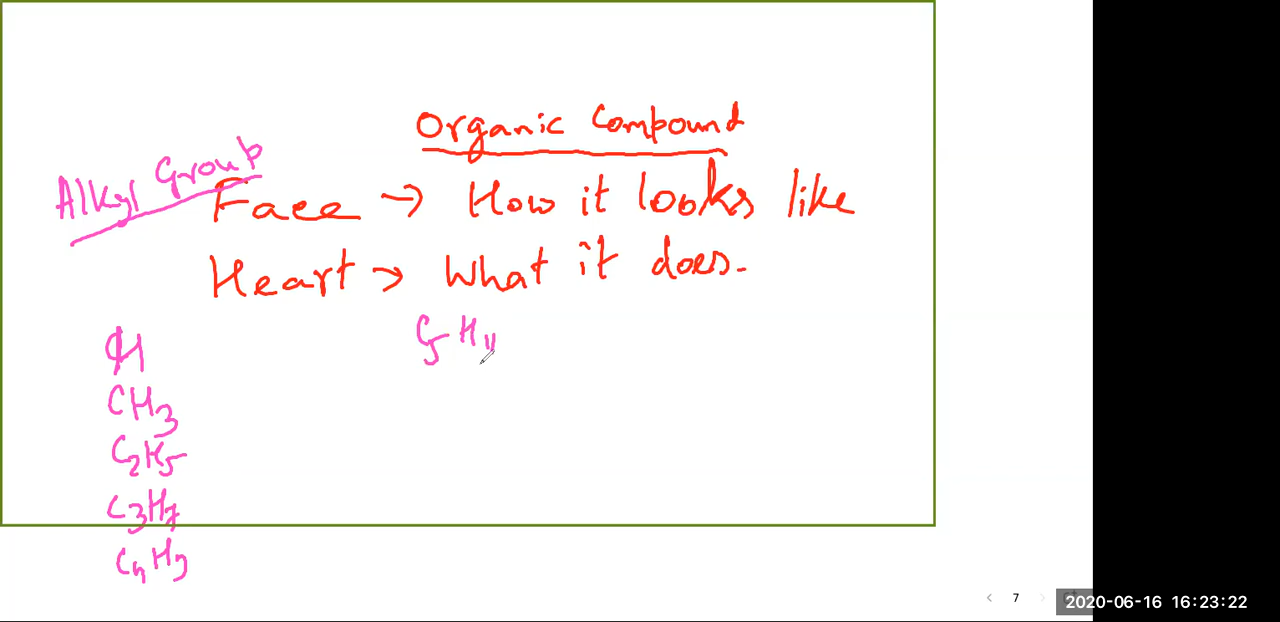 Organic Compound
Alkyl Group
Face → How it looks like
Heart → What it does.
C5H11
H
CH3
C2H5
C3H7
C4H9
7
2020-06-16 16:23:22